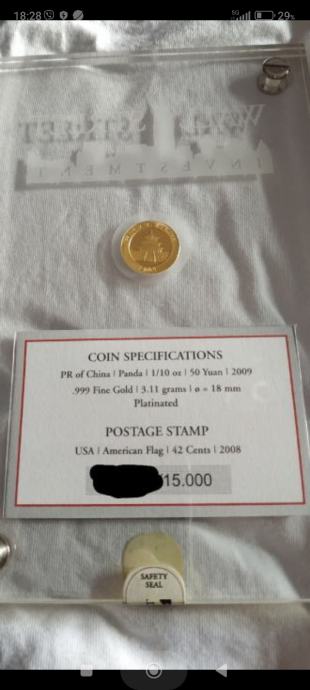 18:28
5G
29%
WALL STREET
INVESTMENT
2009
COIN SPECIFICATIONS
PR of China | Panda | 1/10 oz | 50 Yuan | 2009
.999 Fine Gold | 3.11 grams | ø = 18 mm
Platinated
POSTAGE STAMP
USA | American Flag | 42 Cents | 2008
/15.000
SAFETY
SEAL